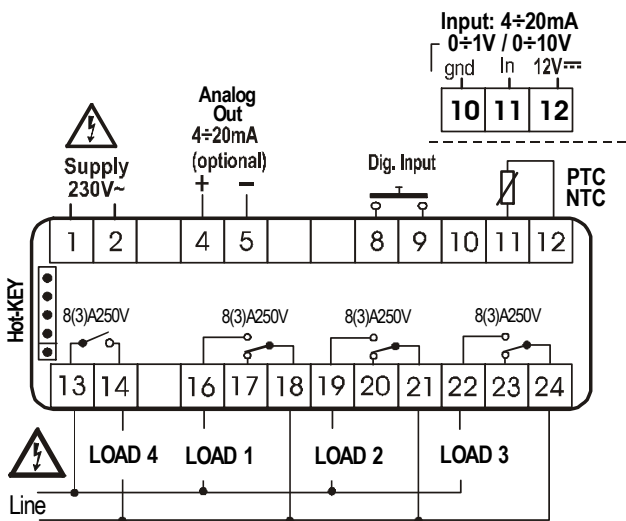 Input: 4÷20mA
0÷1V / 0÷10V
gnd In 12V
10 11 12
Analog
Out
4÷20mA
(optional)
+ −
Supply
230V~
Dig. Input
PTC
NTC
1 2 4 5 8 9 10 11 12
Hot-KEY
8(3)A250V 8(3)A250V 8(3)A250V 8(3)A250V
13 14 16 17 18 19 20 21 22 23 24
LOAD 4 LOAD 1 LOAD 2 LOAD 3
Line